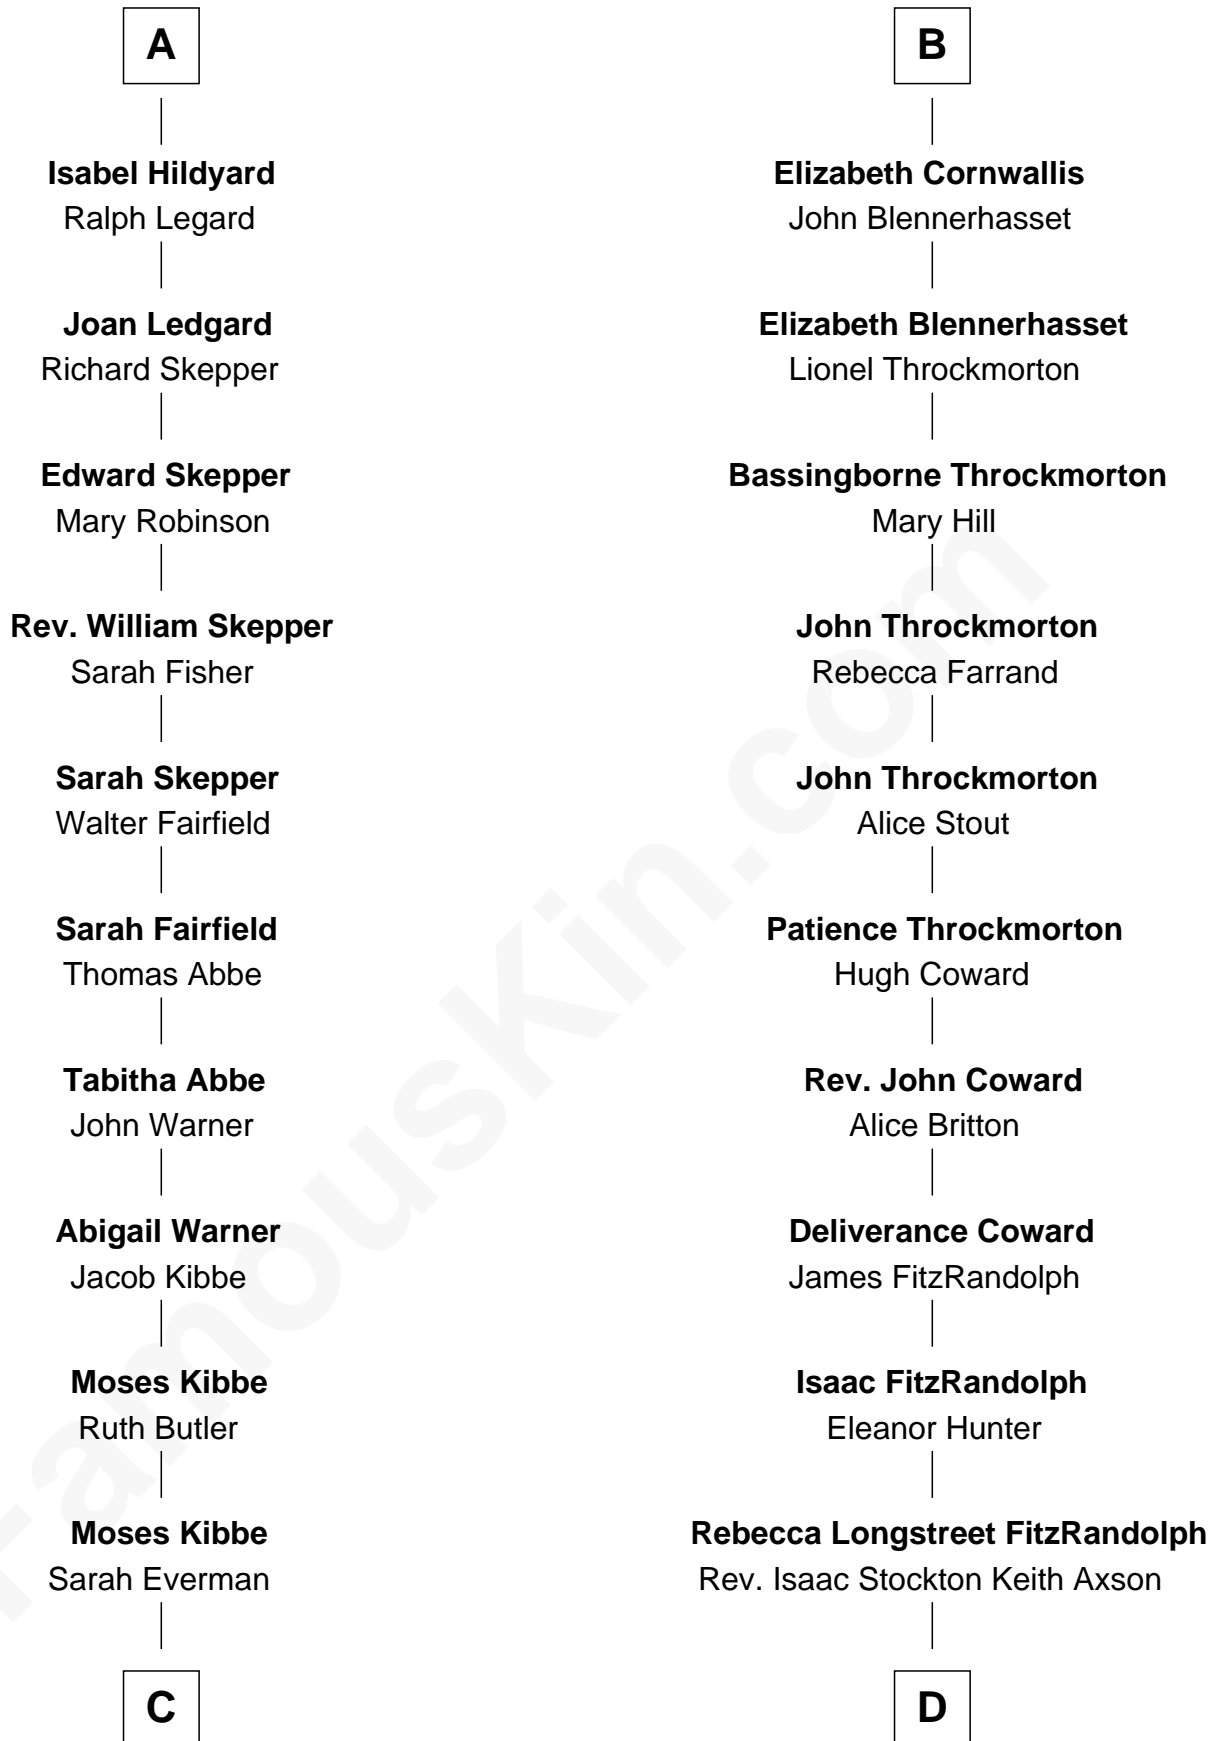 A
Isabel Hildyard
Ralph Legard
Joan Ledgard
Richard Skepper
Edward Skepper
Mary Robinson
Rev. William Skepper
Sarah Fisher
Sarah Skepper
Walter Fairfield
Sarah Fairfield
Thomas Abbe
Tabitha Abbe
John Warner
Abigail Warner
Jacob Kibbe
Moses Kibbe
Ruth Butler
Moses Kibbe
Sarah Everman
C
B
Elizabeth Cornwallis
John Blennerhasset
Elizabeth Blennerhasset
Lionel Throckmorton
Bassingborne Throckmorton
Mary Hill
John Throckmorton
Rebecca Farrand
John Throckmorton
Alice Stout
Patience Throckmorton
Hugh Coward
Rev. John Coward
Alice Britton
Deliverance Coward
James FitzRandolph
Isaac FitzRandolph
Eleanor Hunter
Rebecca Longstreet FitzRandolph
Rev. Isaac Stockton Keith Axson
D
FamousKin.com